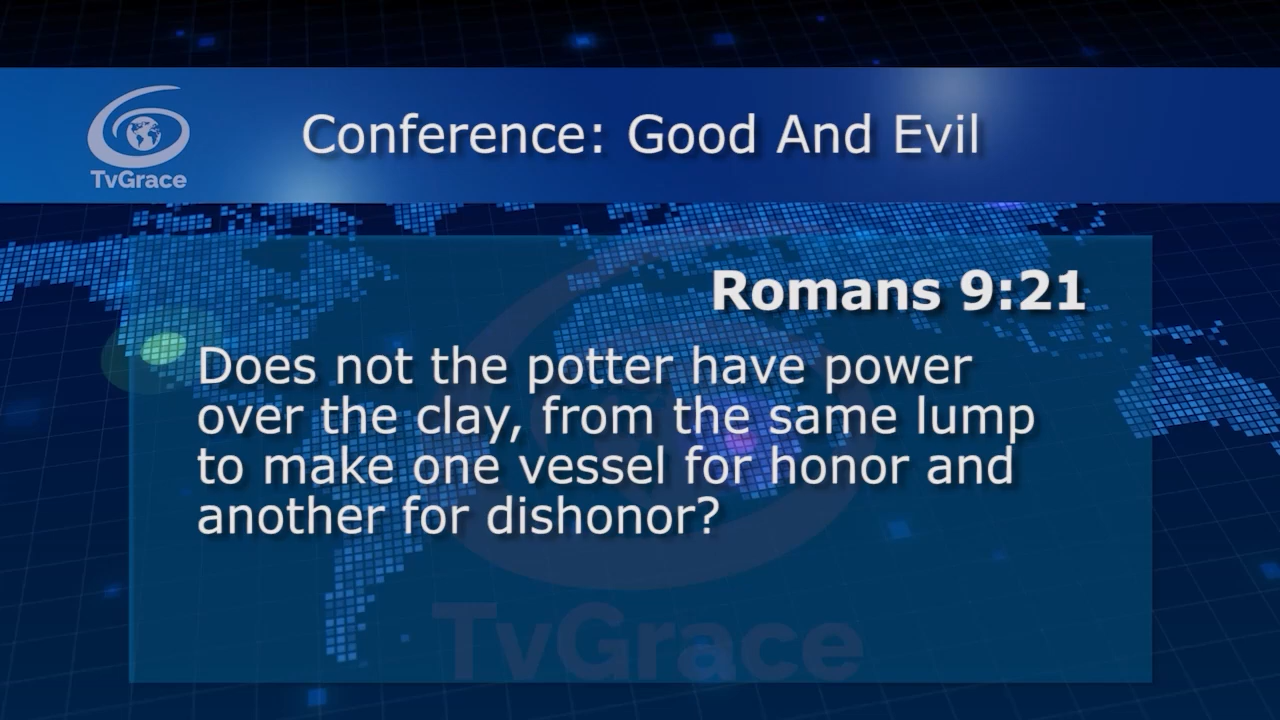 Conference: Good And Evil
TvGrace
Romans 9:21
Does not the potter have power
over the clay, from the same lump
to make one vessel for honor and
another for dishonor?
TvGrace